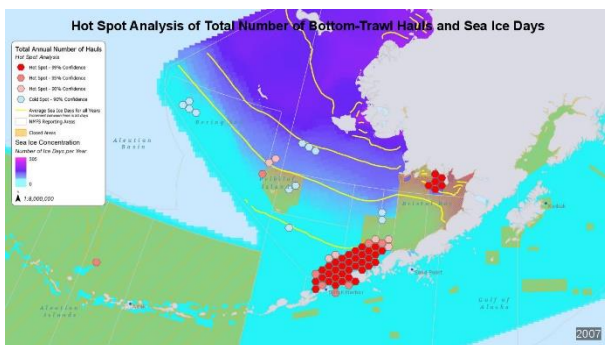 Hot Spot Analysis of Total Number of Bottom-Trawl Hauls and Sea Ice Days
Total Annual Number of Hauls
Hot Spot Analysis
Hot Spot - 99% Confidence
Hot Spot - 95% Confidence
Hot Spot - 90% Confidence
Cold Spot - 90% Confidence
Average Sea Ice Days for all Years
NMFS Reporting Areas
Closed Areas
Sea Ice Concentration
Number of Ice Days per Year
365
0
1:8,000,000
Aleutian
Basin
Pribilof
Islands
Bristol Bay
Kodiak
Sand Point
Dutch Harbor
Gulf of
Alaska
Aleutian
Islands
2007